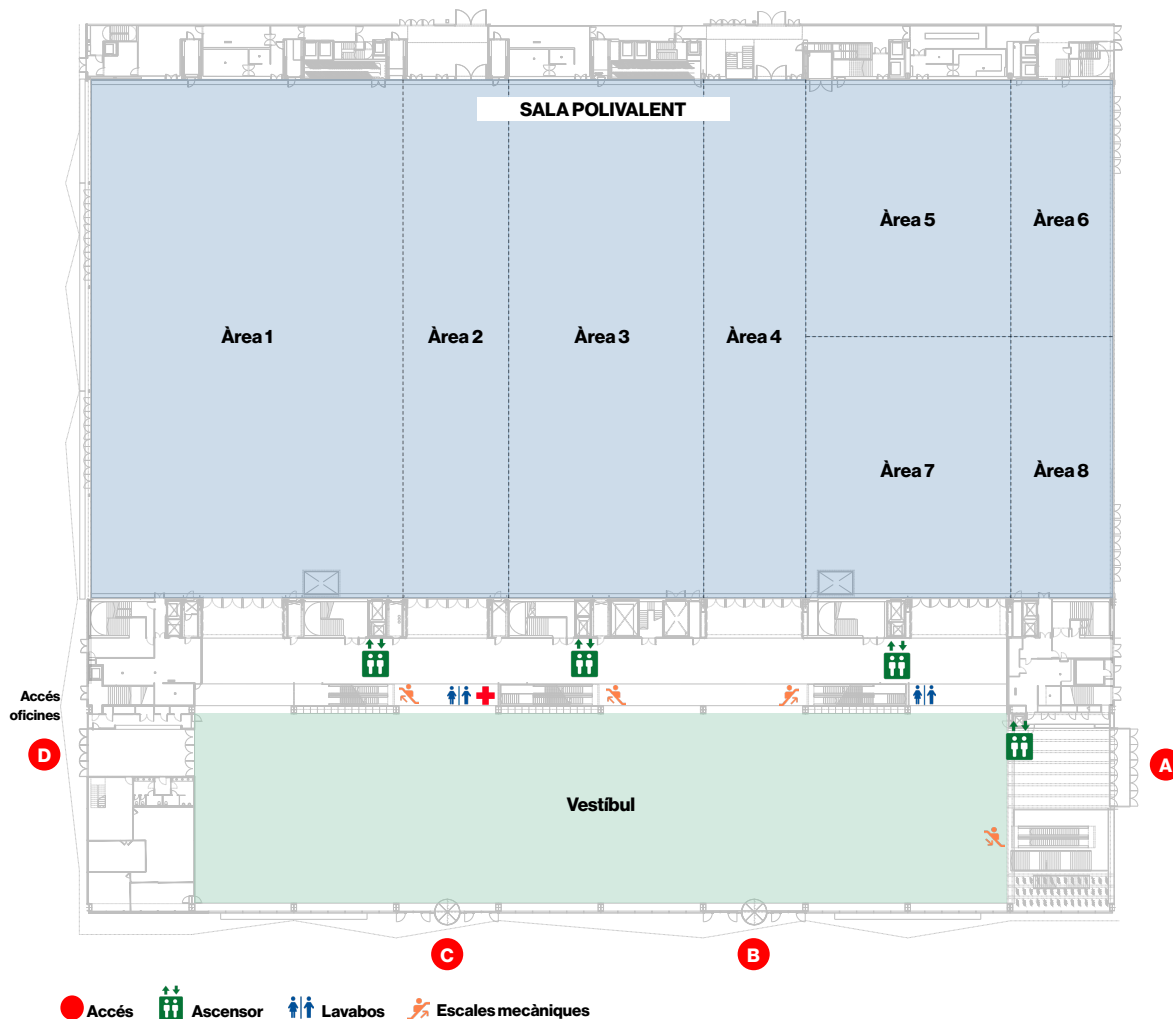 SALA POLIVALENT
Àrea 5
Àrea 6
Àrea 1
Àrea 2
Àrea 3
Àrea 4
Àrea 7
Àrea 8
Accés
oficines
D
A
Vestíbul
C
B
Accés
Ascensor
Lavabos
Escales mecàniques